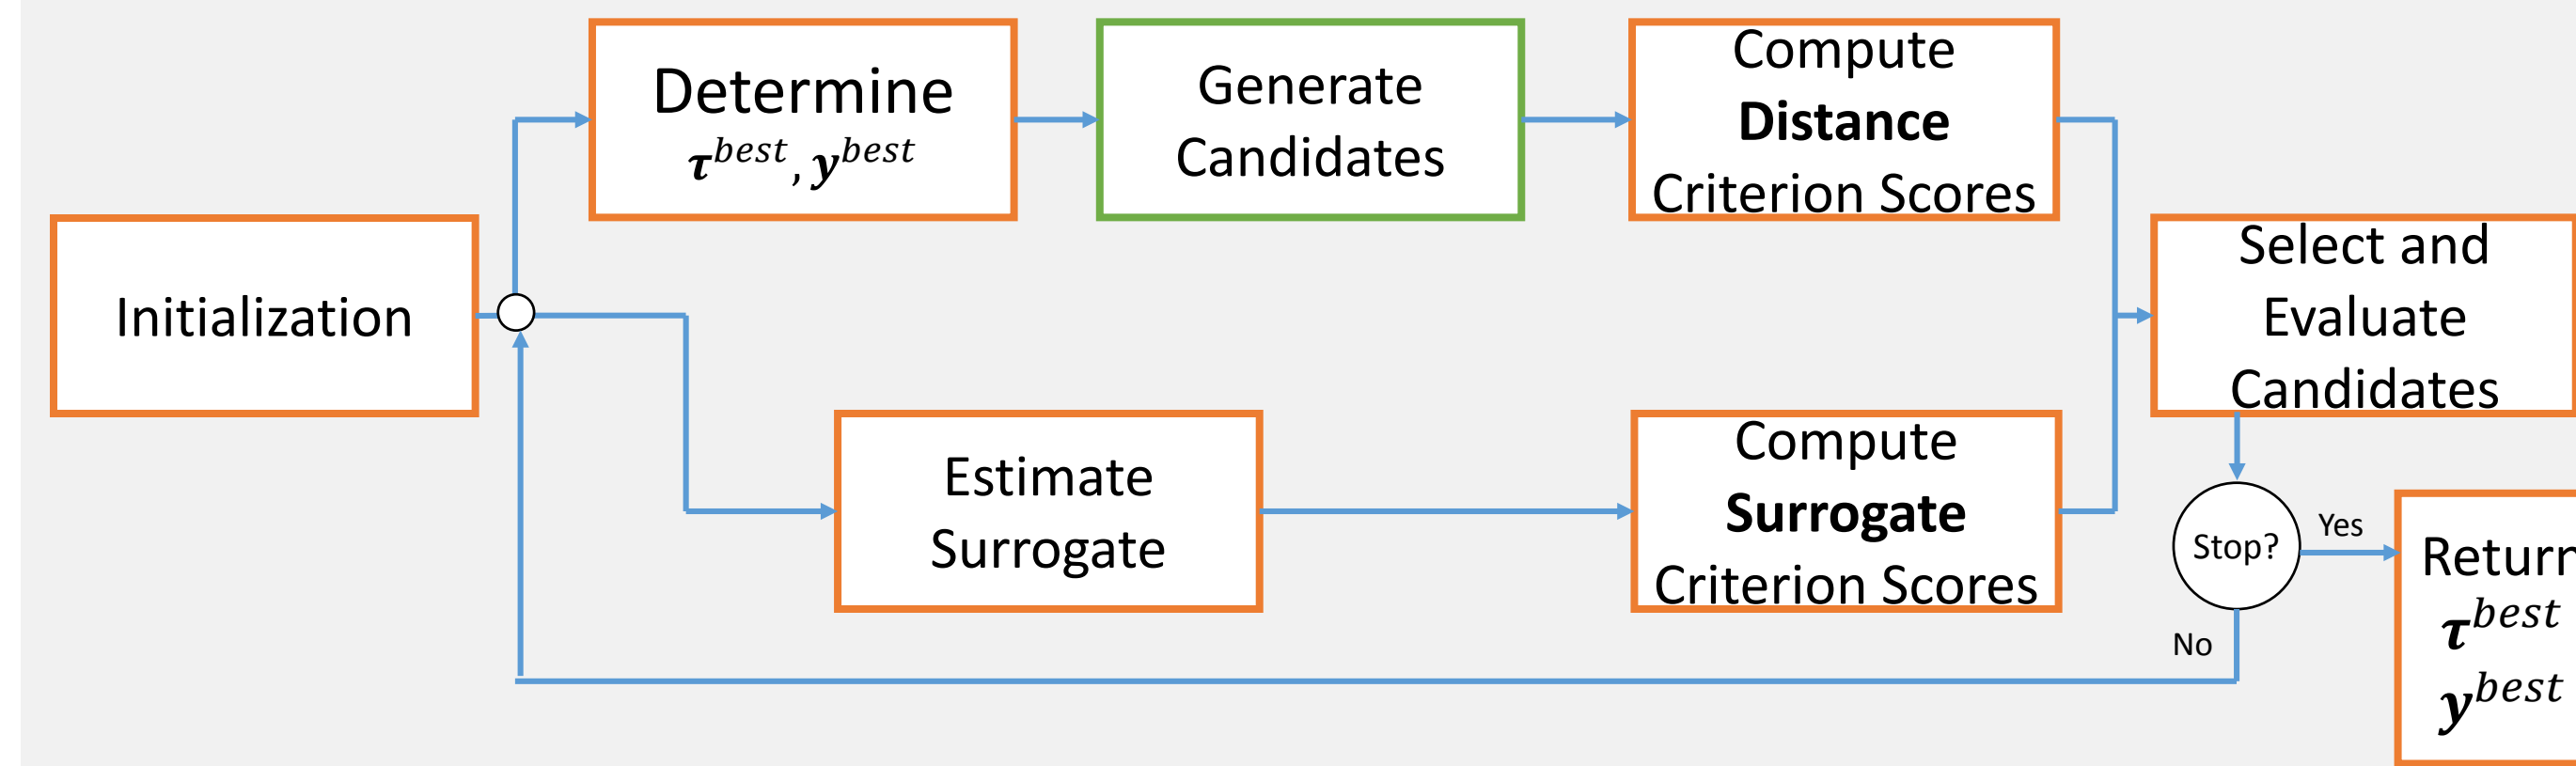 Initialization
Determine
τ^best, y^best
Generate
Candidates
Compute
Distance
Criterion Scores
Estimate
Surrogate
Compute
Surrogate
Criterion Scores
Select and
Evaluate
Candidates
Stop?
Yes
No
Return
τ^best
y^best